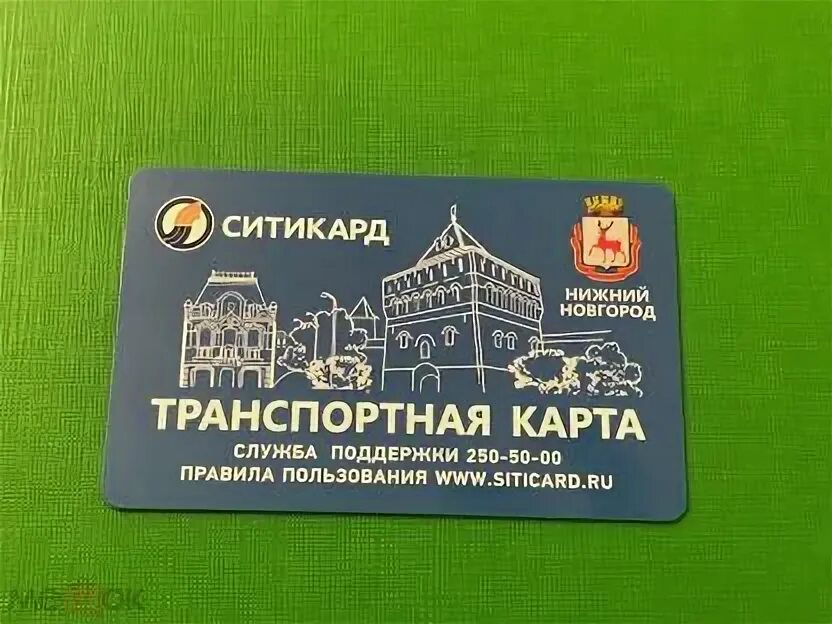 СИТИКАРД
НИЖНИЙ
НОВГОРОД
ТРАНСПОРТНАЯ КАРТА
СЛУЖБА ПОДДЕРЖКИ 250-50-00
ПРАВИЛА ПОЛЬЗОВАНИЯ WWW.SITICARD.RU